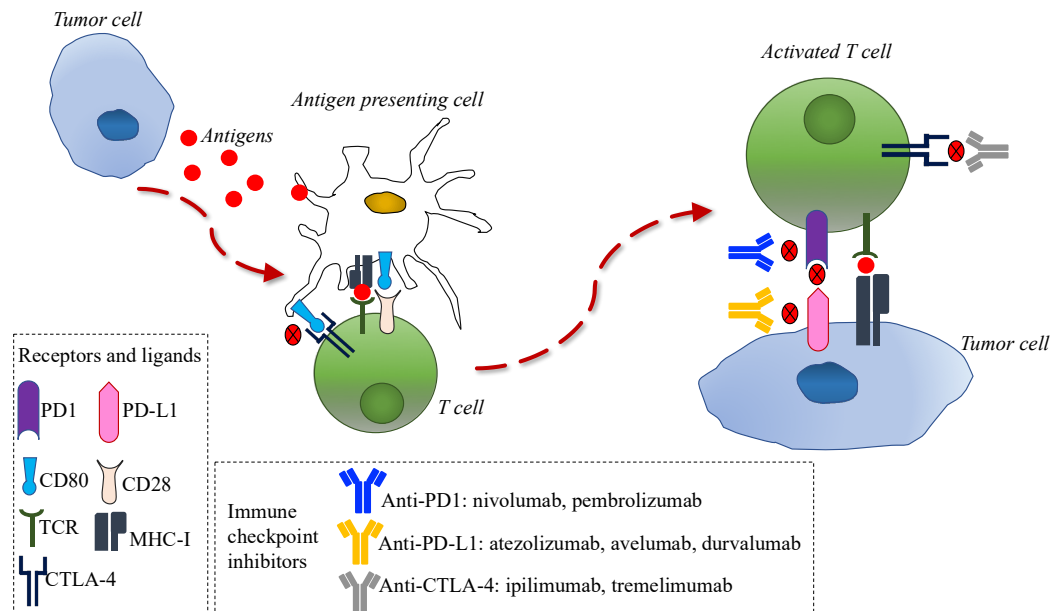 Tumor cell
Antigens
Antigen presenting cell
T cell
Activated T cell
Tumor cell
Receptors and ligands
PD1
PD-L1
CD80
CD28
TCR
MHC-I
CTLA-4
Immune
checkpoint
inhibitors
Anti-PD1: nivolumab, pembrolizumab
Anti-PD-L1: atezolizumab, avelumab, durvalumab
Anti-CTLA-4: ipilimumab, tremelimumab